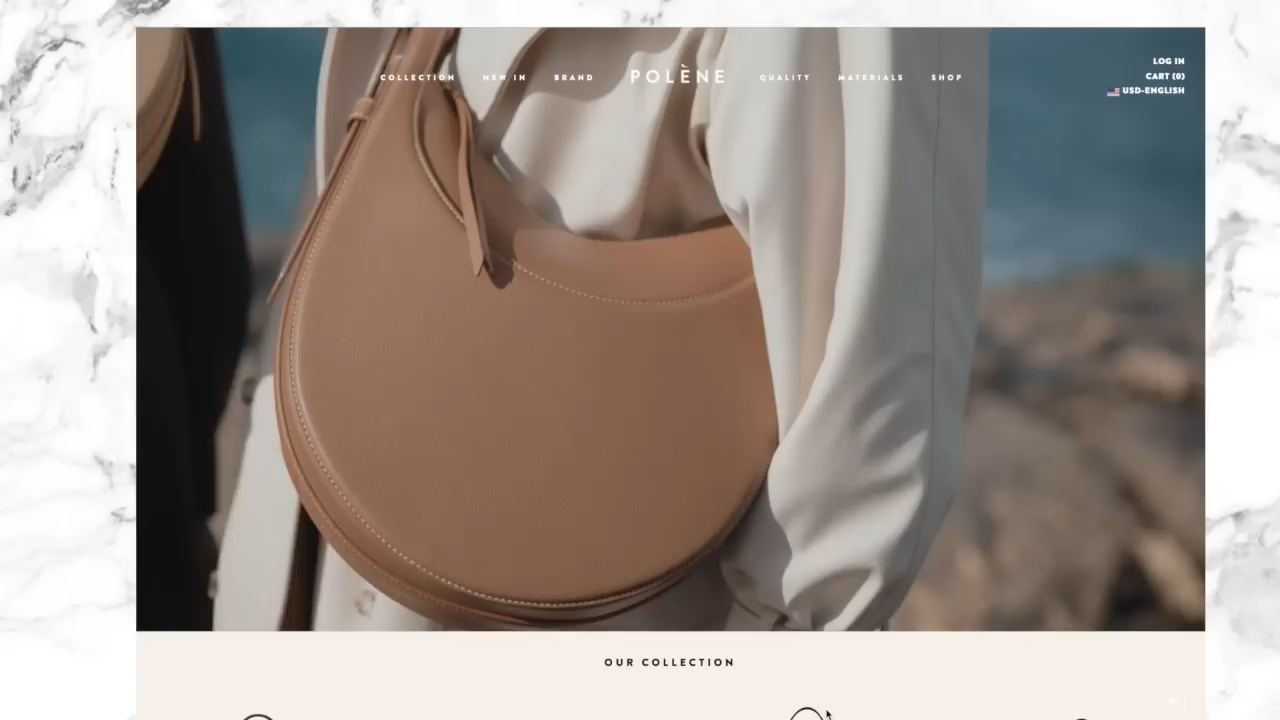 COLLECTION NEW IN BRAND POLÈNE QUALITY MATERIALS SHOP
LOG IN
CART (0)
USD-ENGLISH
OUR COLLECTION